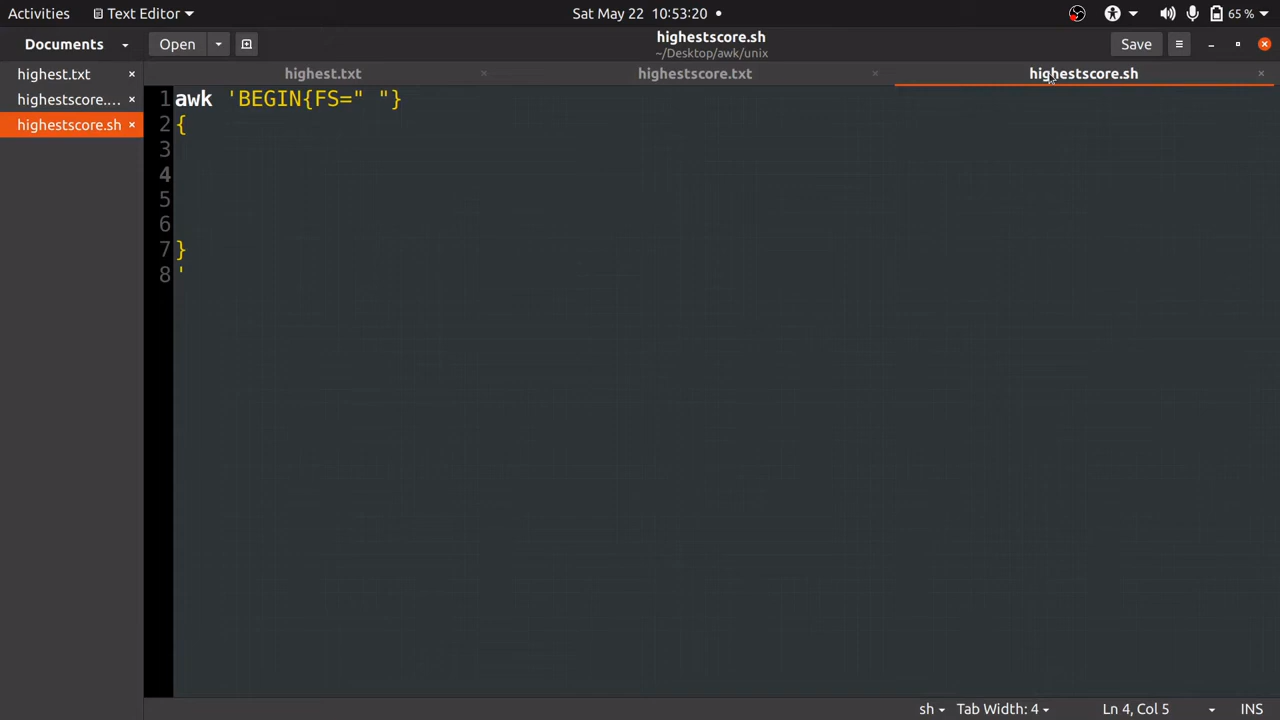 Activities Text Editor Sat May 22 10:53:20 65 %
Documents Open highestscore.sh Save
~/Desktop/awk/unix
highest.txt highest.txt highestscore.txt highestscore.sh
highestscore....
highestscore.sh
1 awk 'BEGIN{FS=" "}
2 {
3
4
5
6
7 }
8 '
sh Tab Width: 4 Ln 4, Col 5 INS